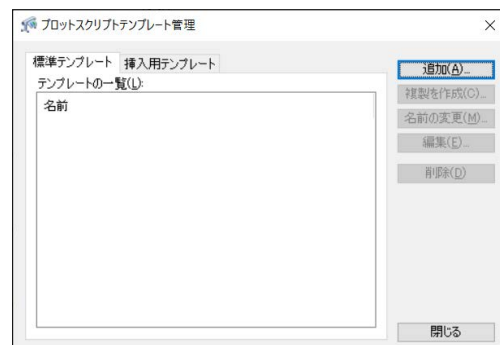 プロットスクリプトテンプレート管理
標準テンプレート 挿入用テンプレート
テンプレートの一覧(L):
名前
追加(A)...
複製を作成(C)...
名前の変更(M)...
編集(E)...
削除(D)
閉じる